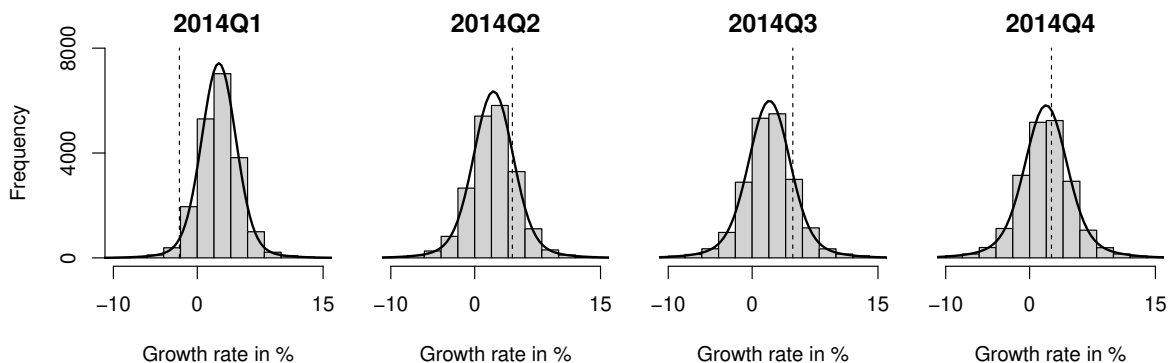 2014Q1 2014Q2 2014Q3 2014Q4
Frequency
8000
4000
0
−10 0 15 −10 0 15 −10 0 15 −10 0 15
Growth rate in % Growth rate in % Growth rate in % Growth rate in %